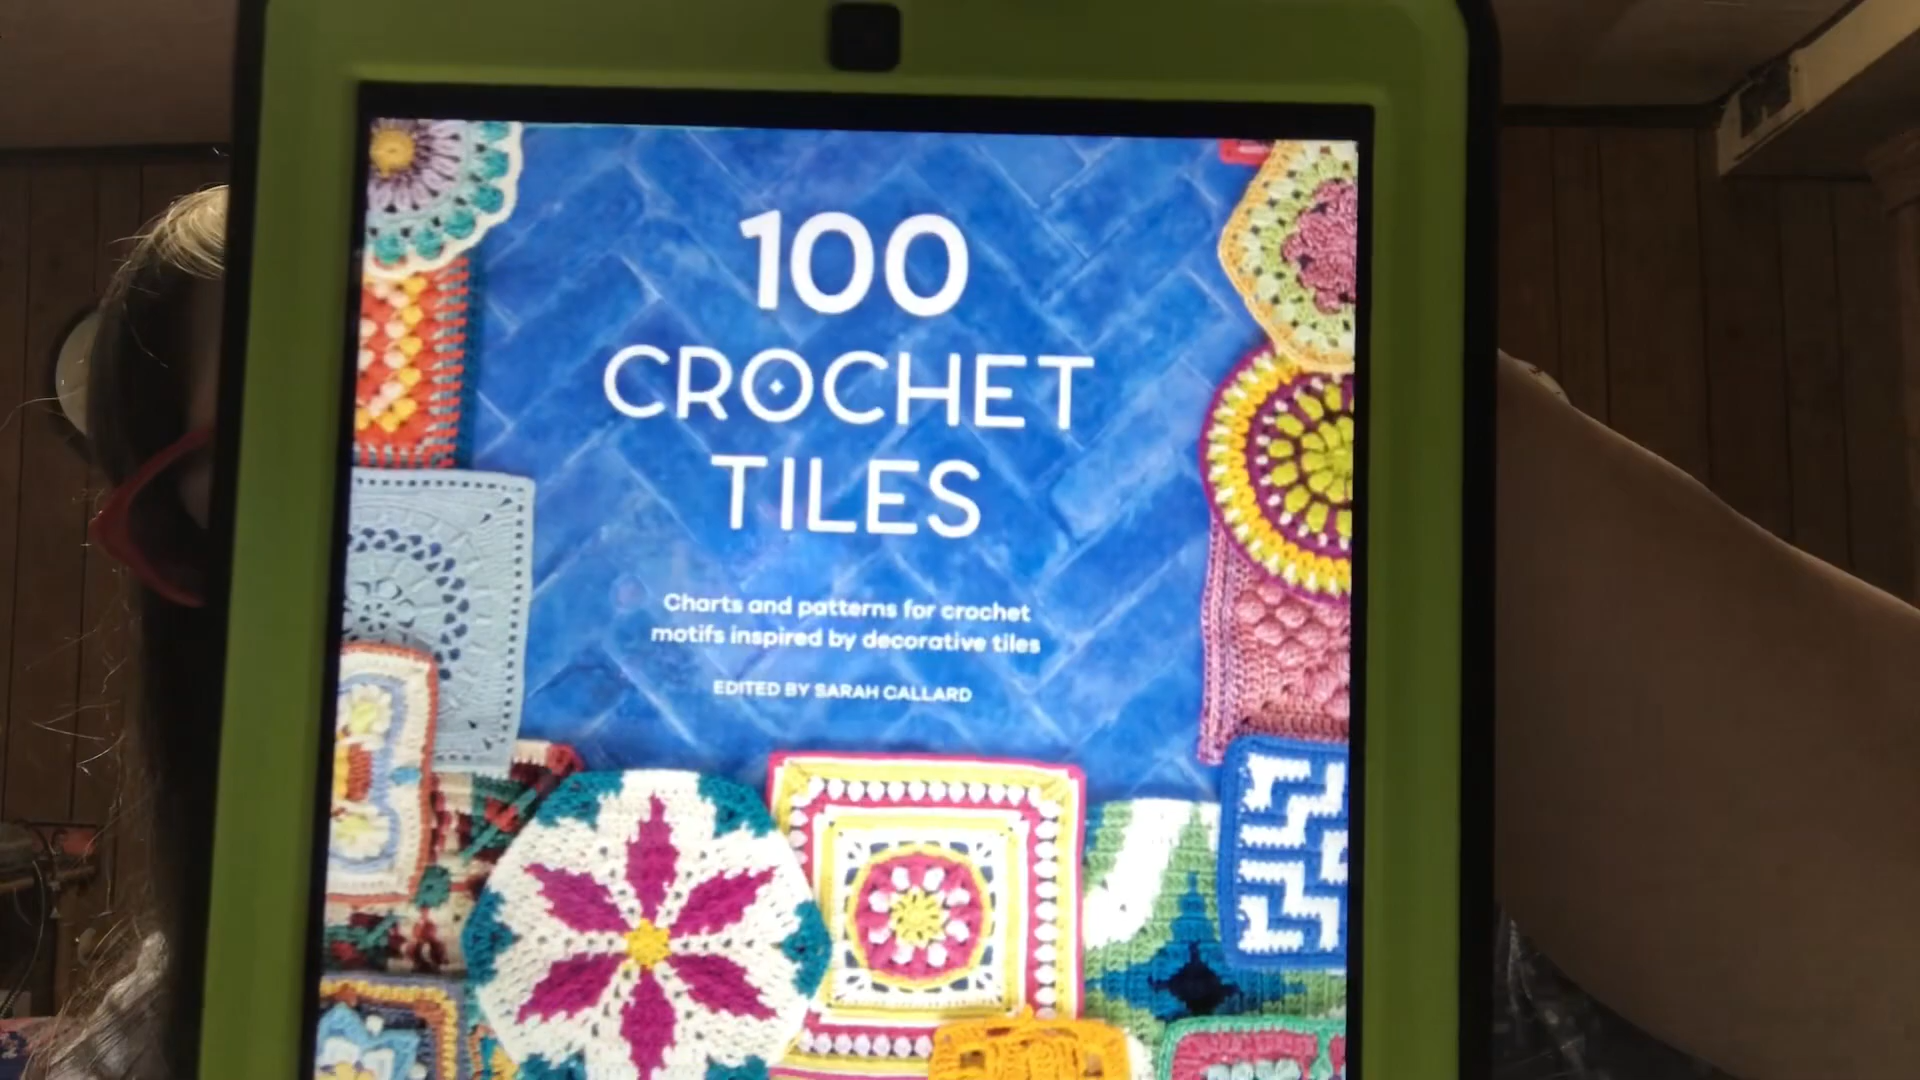 100
CROCHET
TILES
Charts and patterns for crochet
motifs inspired by decorative tiles
EDITED BY SARAH CALLARD